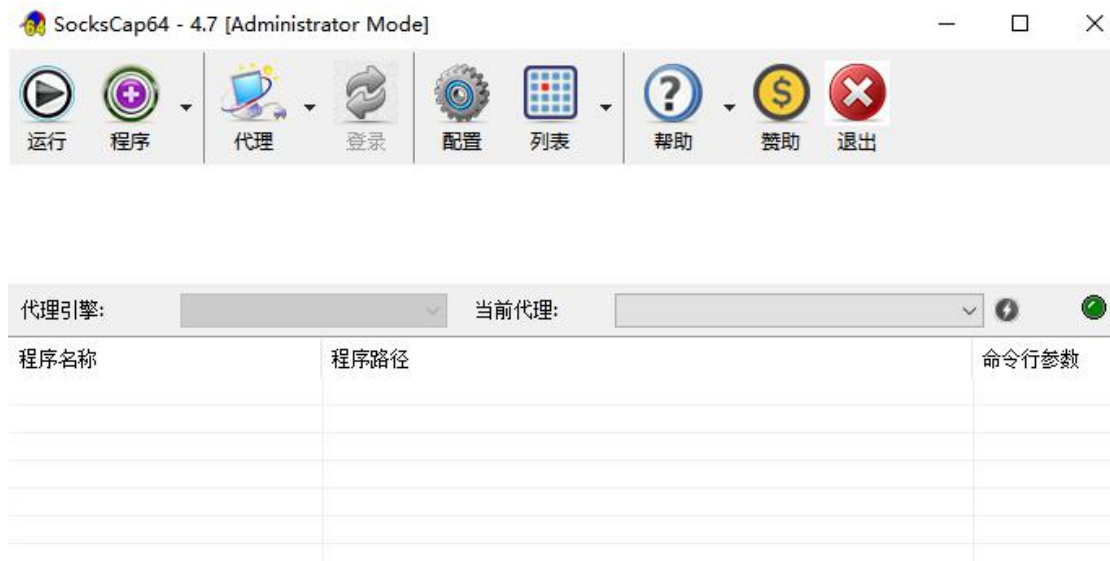 SocksCap64 - 4.7 [Administrator Mode]
运行 程序 代理 登录 配置 列表 帮助 赞助 退出
代理引擎: 当前代理:
程序名称 程序路径 命令行参数